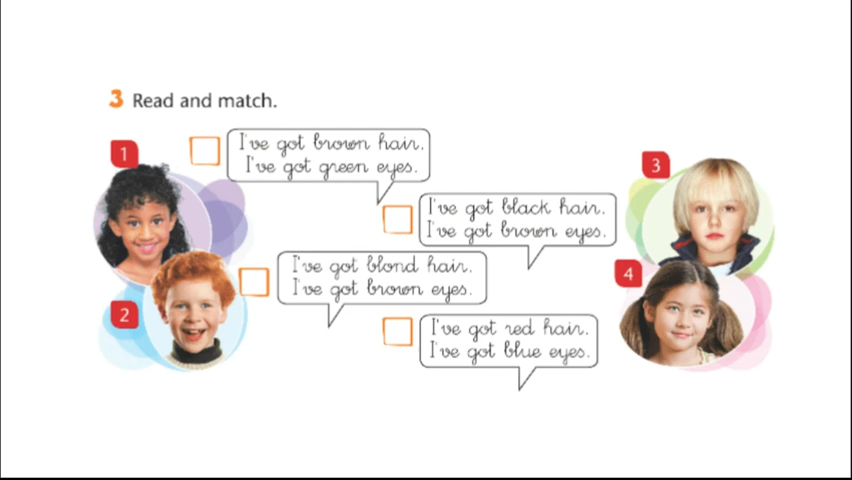 3 Read and match.
1
I've got brown hair.
I've got green eyes.
3
I've got black hair.
I've got brown eyes.
I've got blond hair.
I've got brown eyes.
4
2
I've got red hair.
I've got blue eyes.